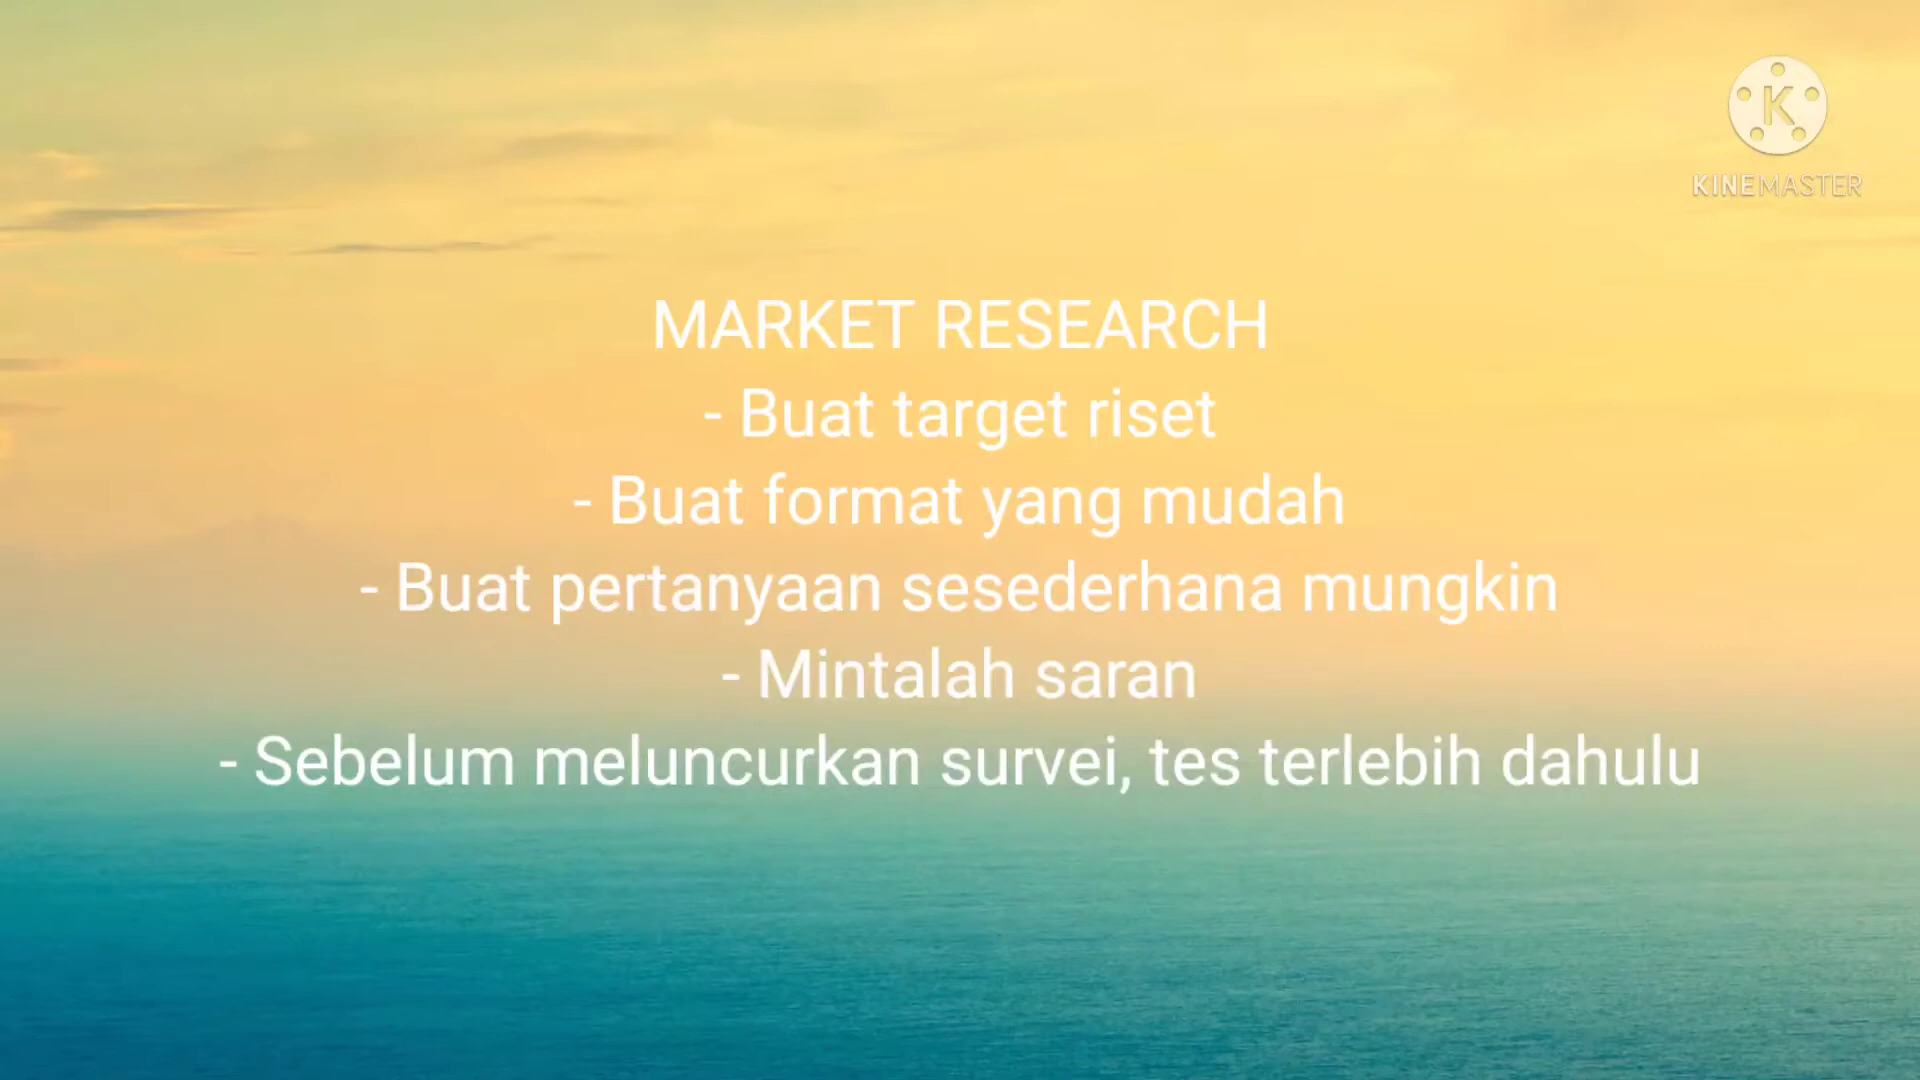 KINEMASTER
MARKET RESEARCH
- Buat target riset
- Buat format yang mudah
- Buat pertanyaan sesederhana mungkin
- Mintalah saran
- Sebelum meluncurkan survei, tes terlebih dahulu